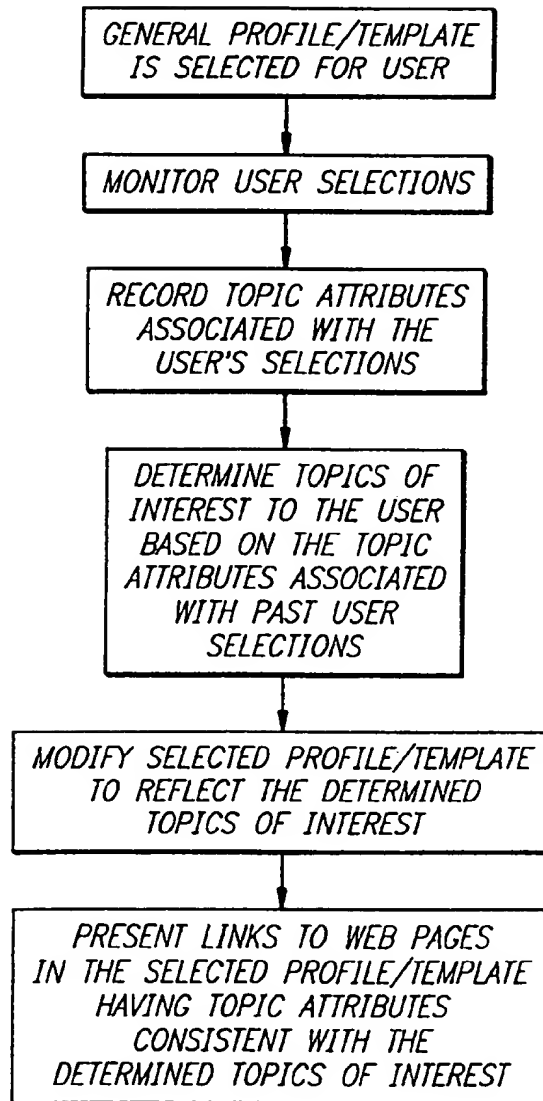 GENERAL PROFILE/TEMPLATE
IS SELECTED FOR USER
MONITOR USER SELECTIONS
RECORD TOPIC ATTRIBUTES
ASSOCIATED WITH THE
USER'S SELECTIONS
DETERMINE TOPICS OF
INTEREST TO THE USER
BASED ON THE TOPIC
ATTRIBUTES ASSOCIATED
WITH PAST USER
SELECTIONS
MODIFY SELECTED PROFILE/TEMPLATE
TO REFLECT THE DETERMINED
TOPICS OF INTEREST
PRESENT LINKS TO WEB PAGES
IN THE SELECTED PROFILE/TEMPLATE
HAVING TOPIC ATTRIBUTES
CONSISTENT WITH THE
DETERMINED TOPICS OF INTEREST